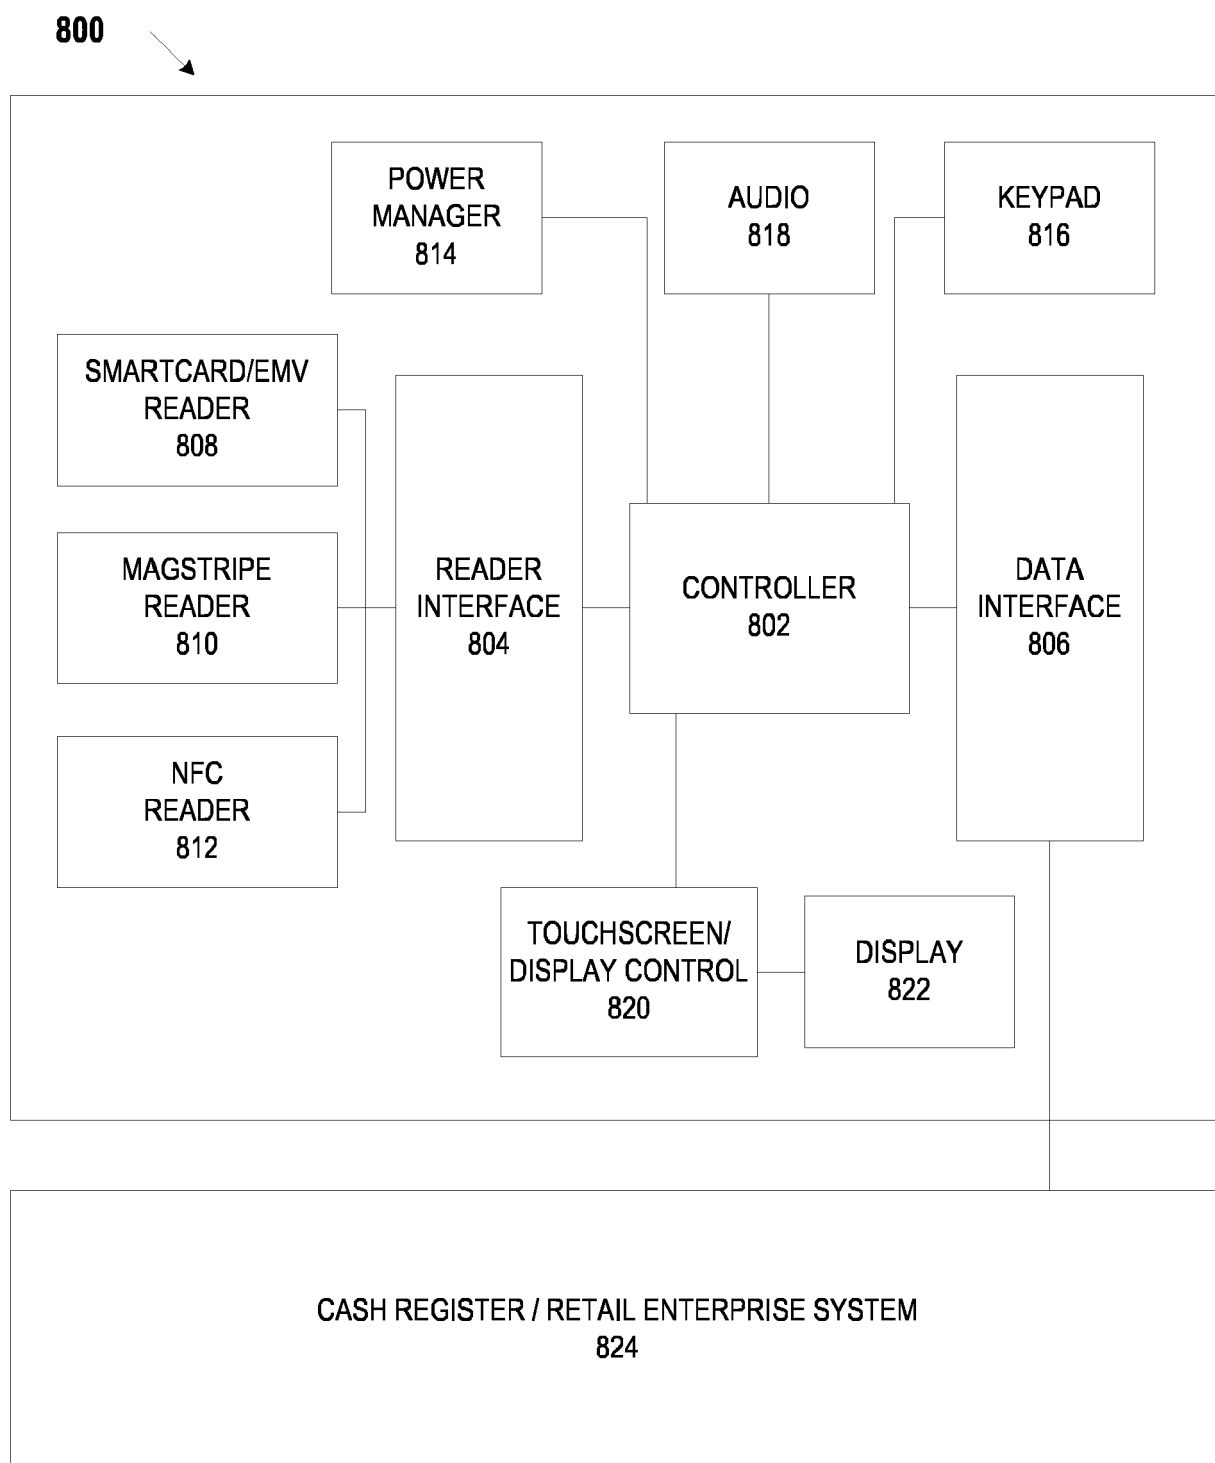 800
POWER
MANAGER
814
AUDIO
818
KEYPAD
816
SMARTCARD/EMV
READER
808
MAGSTRIPE
READER
810
NFC
READER
812
READER
INTERFACE
804
CONTROLLER
802
DATA
INTERFACE
806
TOUCHSCREEN/
DISPLAY CONTROL
820
DISPLAY
822
CASH REGISTER / RETAIL ENTERPRISE SYSTEM
824